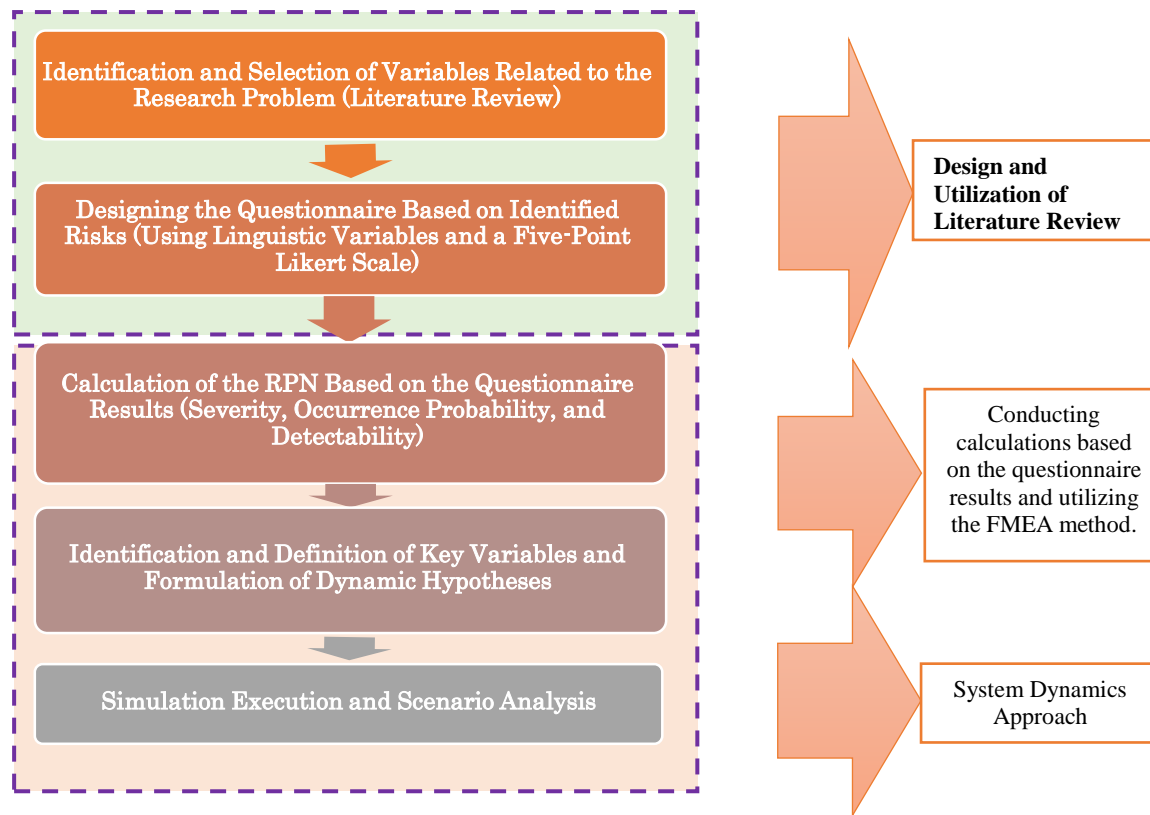 Identification and Selection of Variables Related to the
Research Problem (Literature Review)
Designing the Questionnaire Based on Identified
Risks (Using Linguistic Variables and a Five-Point
Likert Scale)
Calculation of the RPN Based on the Questionnaire
Results (Severity, Occurrence Probability, and
Detectability)
Identification and Definition of Key Variables and
Formulation of Dynamic Hypotheses
Simulation Execution and Scenario Analysis
Design and
Utilization of
Literature Review
Conducting
calculations based
on the questionnaire
results and utilizing
the FMEA method.
System Dynamics
Approach